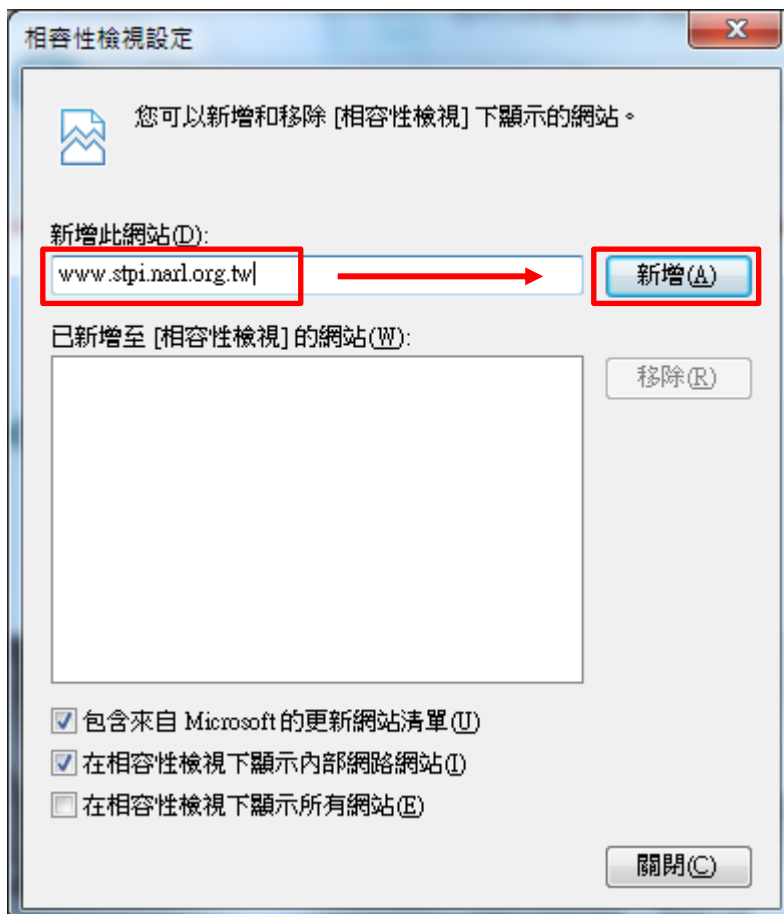 相容性檢視設定
您可以新增和移除 [相容性檢視] 下顯示的網站。
新增此網站(D):
www.stpi.narl.org.tw
新增(A)
已新增至 [相容性檢視] 的網站(W):
移除(R)
包含來自 Microsoft 的更新網站清單(U)
在相容性檢視下顯示內部網路網站(I)
在相容性檢視下顯示所有網站(E)
關閉(C)